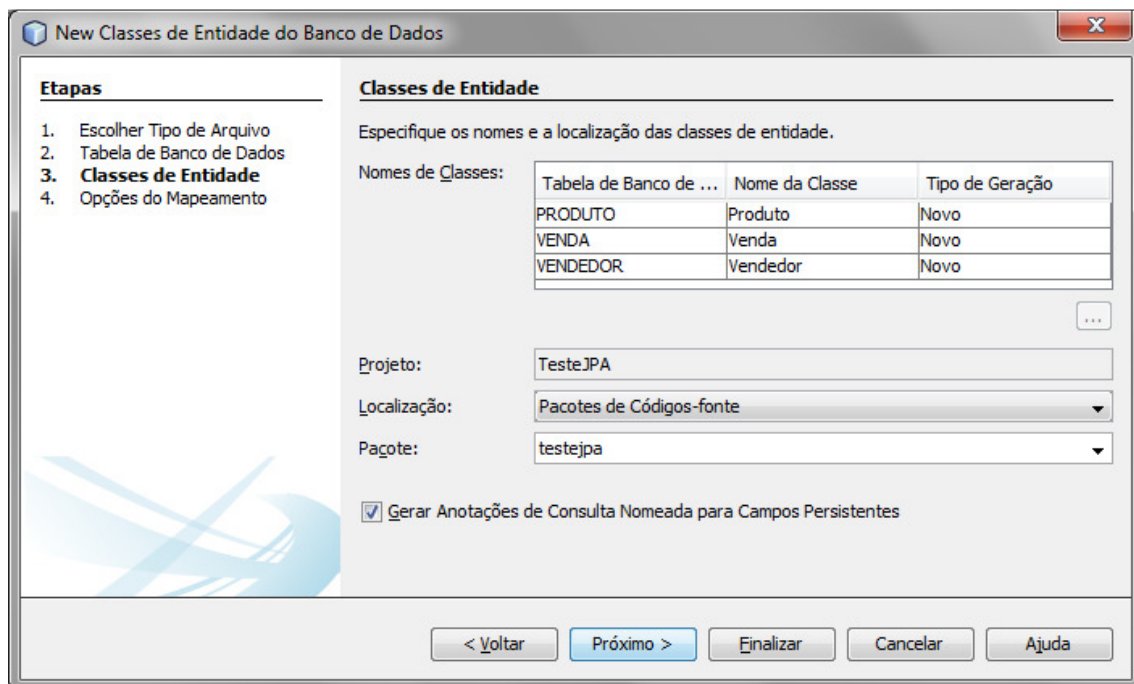 New Classes de Entidade do Banco de Dados
Etapas
1. Escolher Tipo de Arquivo
2. Tabela de Banco de Dados
3. Classes de Entidade
4. Opções do Mapeamento
Classes de Entidade
Especifique os nomes e a localização das classes de entidade.
Nomes de Classes:
Tabela de Banco de ... Nome da Classe Tipo de Geração
PRODUTO Produto Novo
VENDA Venda Novo
VENDEDOR Vendedor Novo
...
Projeto: TesteJPA
Localização: Pacotes de Códigos-fonte
Pacote: testejpa
Gerar Anotações de Consulta Nomeada para Campos Persistentes
< Voltar Próximo > Finalizar Cancelar Ajuda